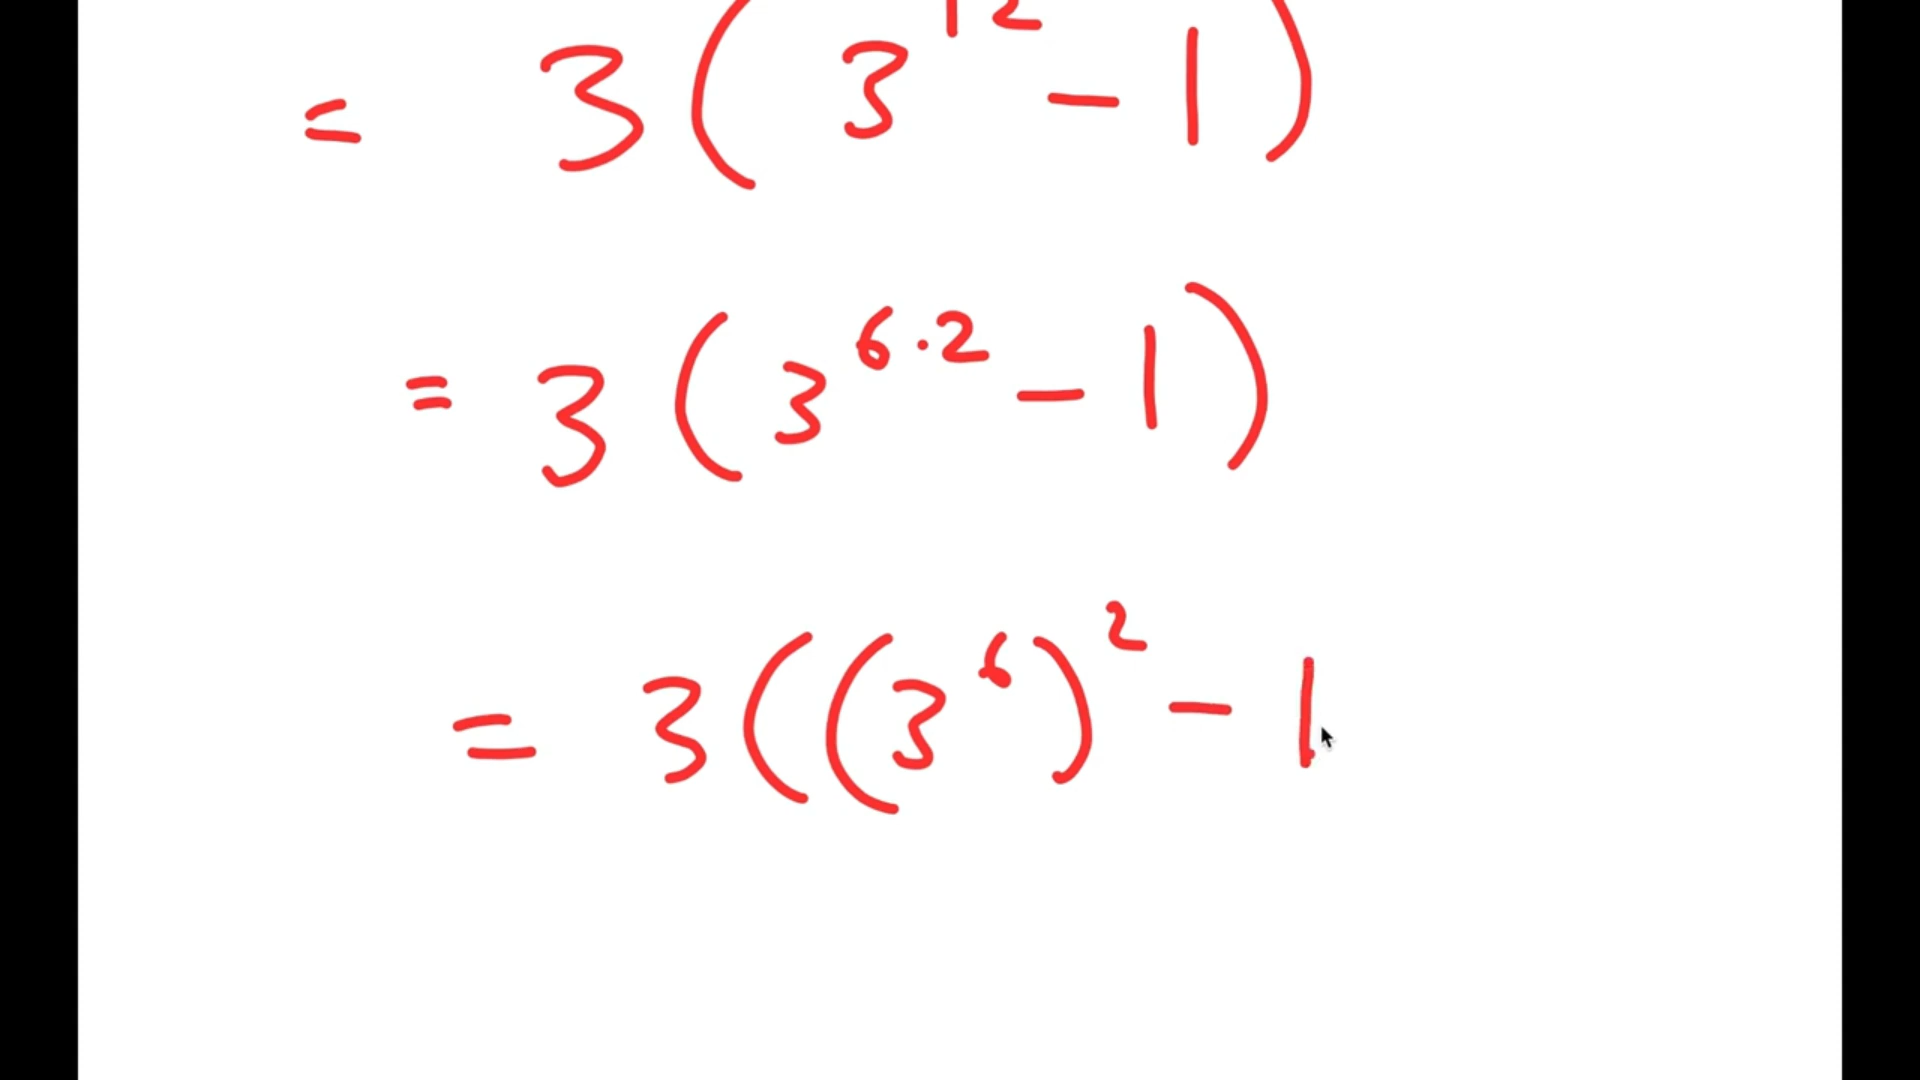 = 3(3^12 - 1)
= 3(3^6·2 - 1)
= 3((3^6)^2 - 1